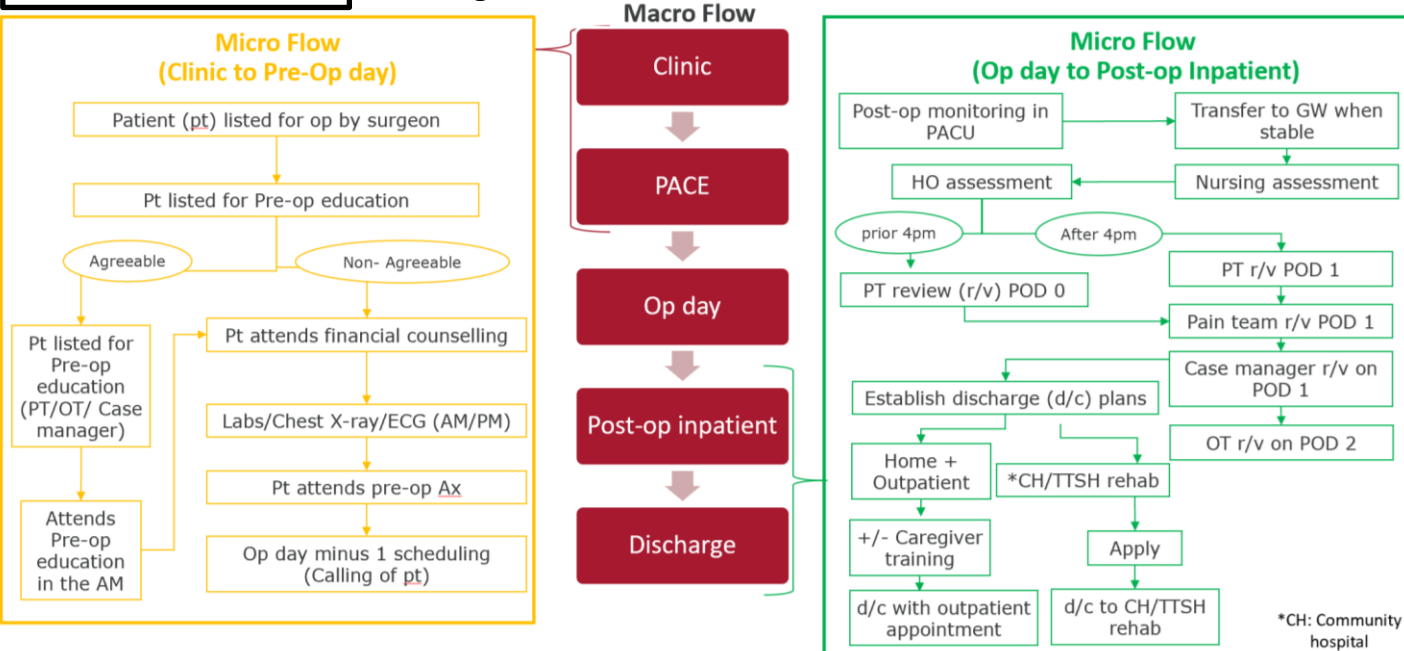 Macro Flow
Micro Flow
(Clinic to Pre-Op day)
Patient (pt) listed for op by surgeon
Pt listed for Pre-op education
Agreeable
Non- Agreeable
Pt listed for
Pre-op
education
(PT/OT/ Case
manager)
Attends
Pre-op
education
in the AM
Pt attends financial counselling
Labs/Chest X-ray/ECG (AM/PM)
Pt attends pre-op Ax
Op day minus 1 scheduling
(Calling of pt)
Clinic
PACE
Op day
Post-op inpatient
Discharge
Micro Flow
(Op day to Post-op Inpatient)
Post-op monitoring in
PACU
Transfer to GW when
stable
HO assessment
Nursing assessment
prior 4pm
After 4pm
PT review (r/v) POD 0
PT r/v POD 1
Pain team r/v POD 1
Case manager r/v on
POD 1
OT r/v on POD 2
Establish discharge (d/c) plans
Home +
Outpatient
+/- Caregiver
training
d/c with outpatient
appointment
*CH/TTSH rehab
Apply
d/c to CH/TTSH
rehab
*CH: Community
hospital